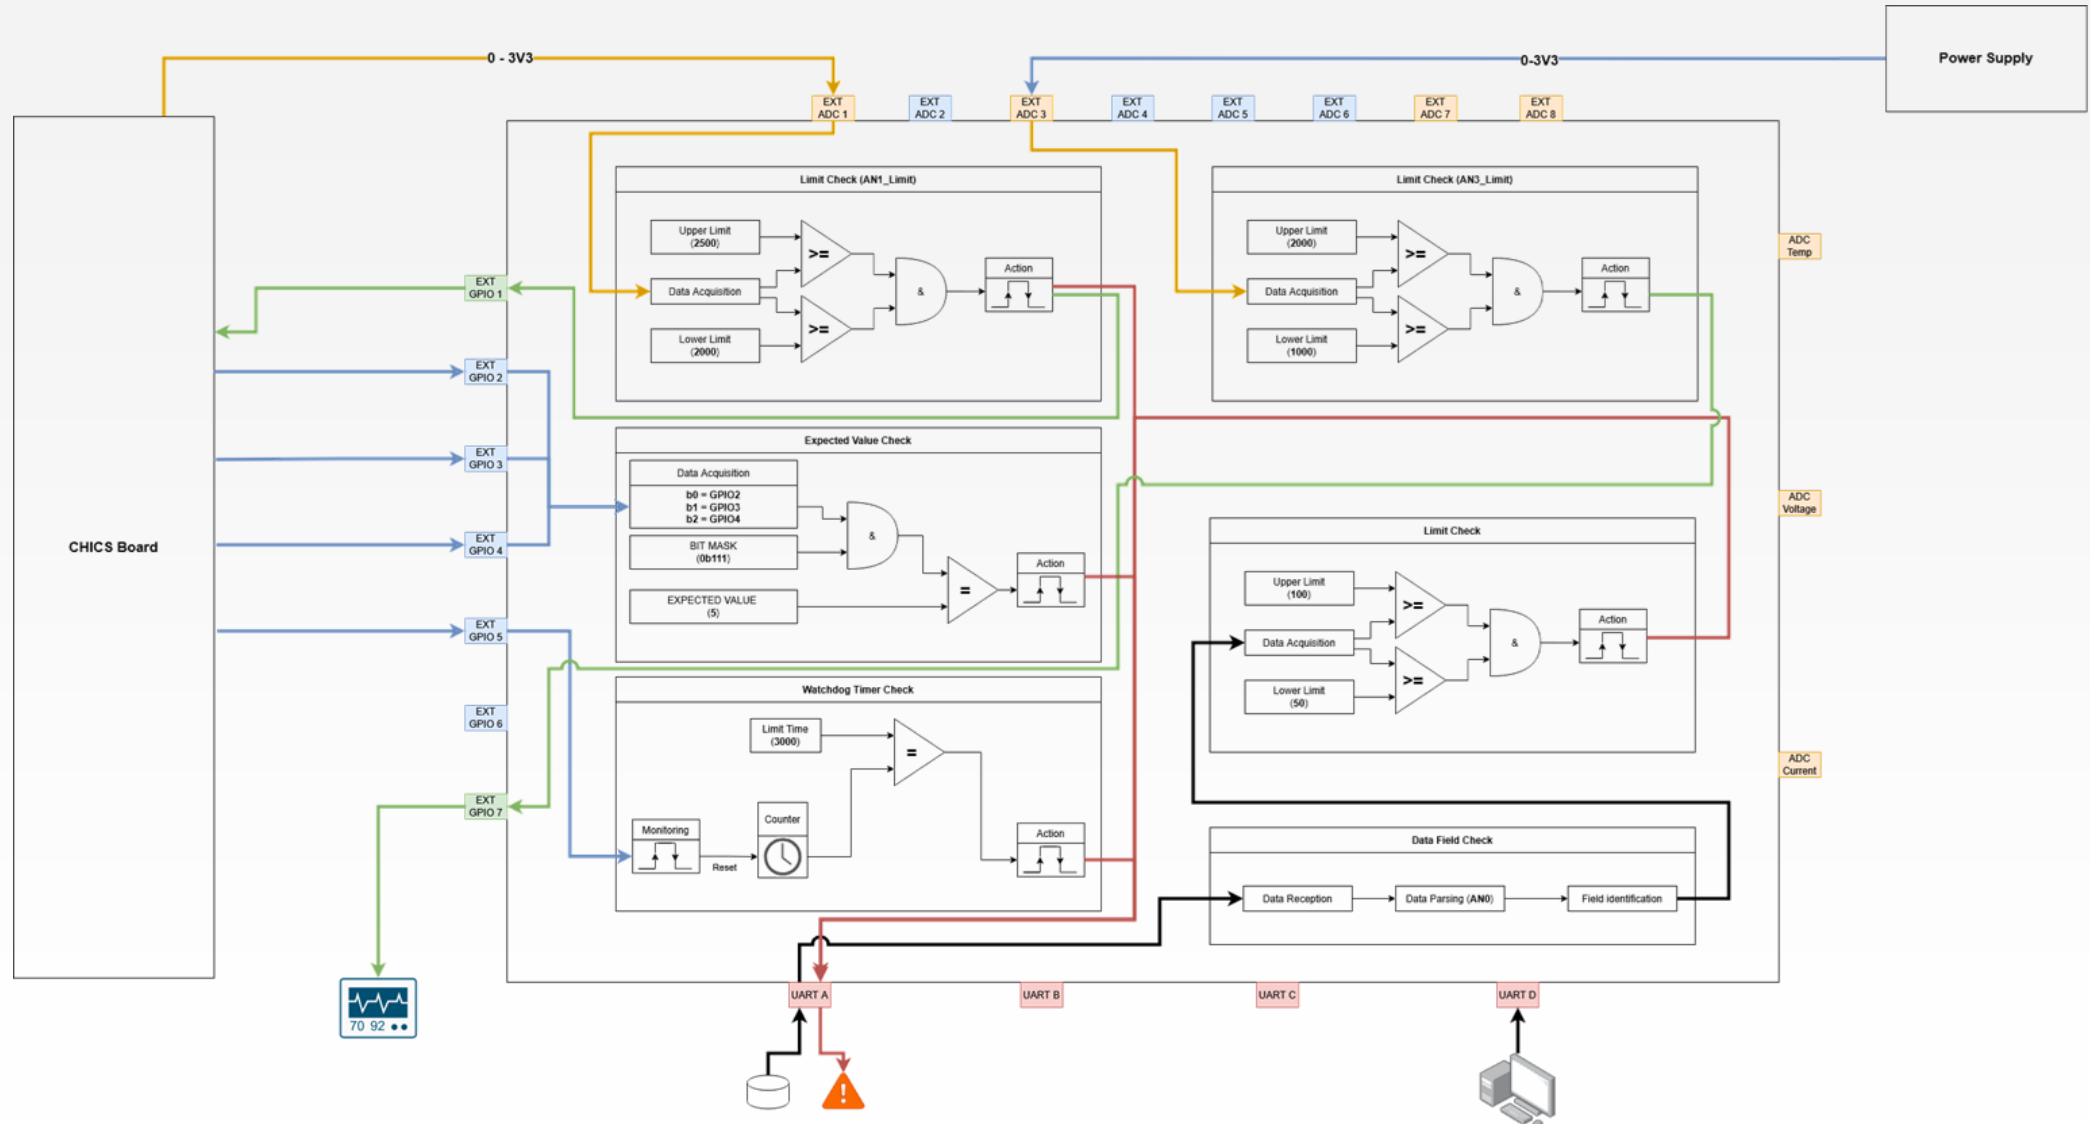 0 - 3V3
0-3V3
Power Supply
EXT
ADC 1
EXT
ADC 2
EXT
ADC 3
EXT
ADC 4
EXT
ADC 5
EXT
ADC 6
EXT
ADC 7
EXT
ADC 8
CHICS Board
EXT
GPIO 1
EXT
GPIO 2
EXT
GPIO 3
EXT
GPIO 4
EXT
GPIO 5
EXT
GPIO 6
EXT
GPIO 7
Limit Check (AN1_Limit)
Upper Limit
(2500)
>=
Data Acquisition
&
Action
>=
Lower Limit
(2000)
Limit Check (AN3_Limit)
Upper Limit
(2000)
>=
Data Acquisition
&
Action
>=
Lower Limit
(1000)
ADC
Temp
ADC
Voltage
ADC
Current
Expected Value Check
Data Acquisition
b0 = GPIO2
b1 = GPIO3
b2 = GPIO4
BIT MASK
(0b111)
&
EXPECTED VALUE
(5)
=
Action
Limit Check
Upper Limit
(100)
>=
Data Acquisition
&
Action
>=
Lower Limit
(50)
Watchdog Timer Check
Limit Time
(3000)
=
Monitoring
Reset
Counter
Action
Data Field Check
Data Reception
Data Parsing (AN0)
Field identification
UART A
UART B
UART C
UART D
70 92
!